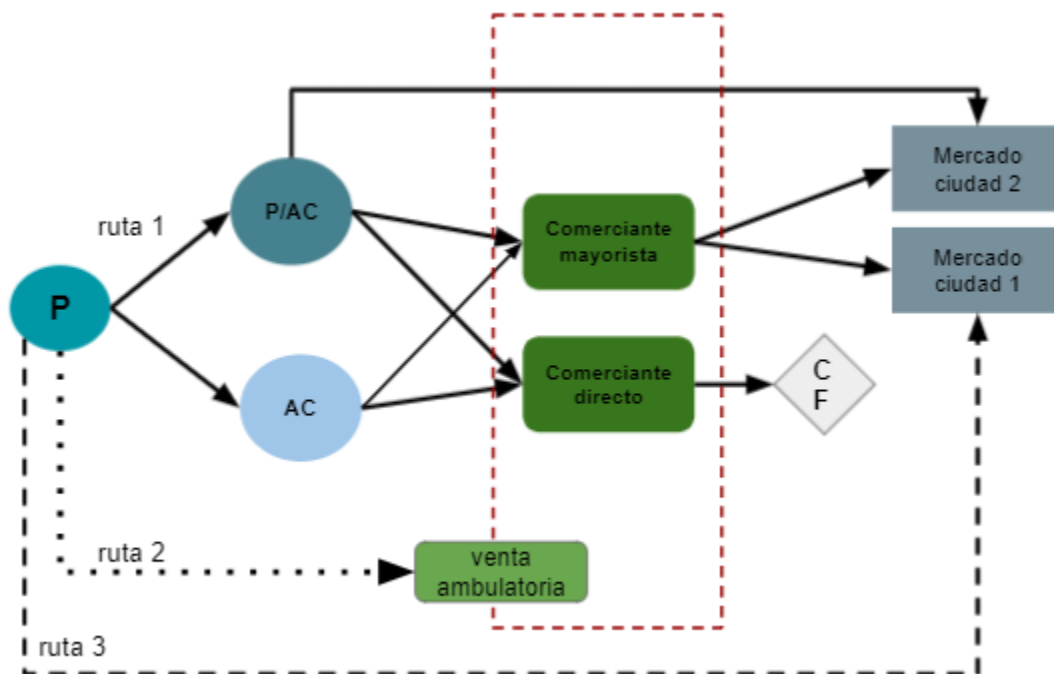 Mercado
ciudad 2
P/AC
ruta 1
Comerciante
mayorista
Mercado
ciudad 1
P
Comerciante
directo
C
F
AC
ruta 2
venta
ambulatoria
ruta 3